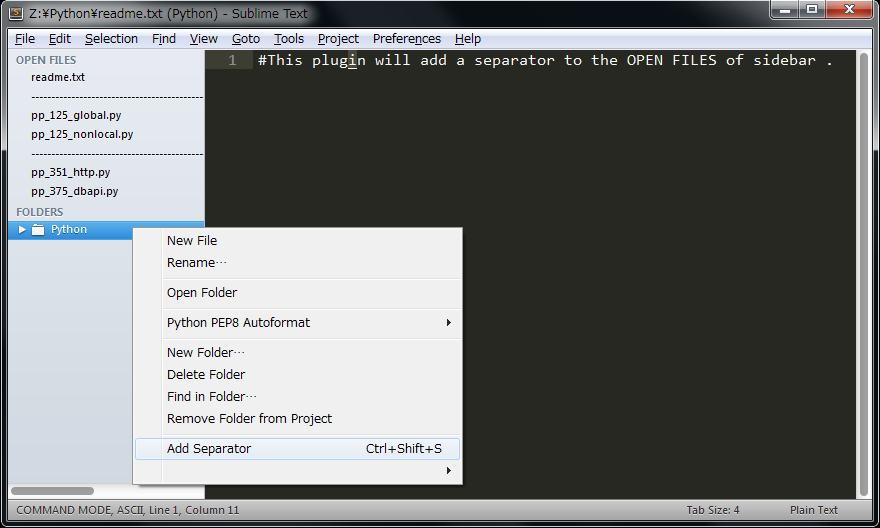 Z:¥Python¥readme.txt (Python) - Sublime Text
File Edit Selection Find View Goto Tools Project Preferences Help
OPEN FILES
readme.txt
-------------------------------------------
pp_125_global.py
pp_125_nonlocal.py
-------------------------------------------
pp_351_http.py
pp_375_dbapi.py
FOLDERS
Python
1 #This plugin will add a separator to the OPEN FILES of sidebar .
New File
Rename…
Open Folder
Python PEP8 Autoformat
New Folder…
Delete Folder
Find in Folder…
Remove Folder from Project
Add Separator Ctrl+Shift+S
COMMAND MODE, ASCII, Line 1, Column 11 Tab Size: 4 Plain Text